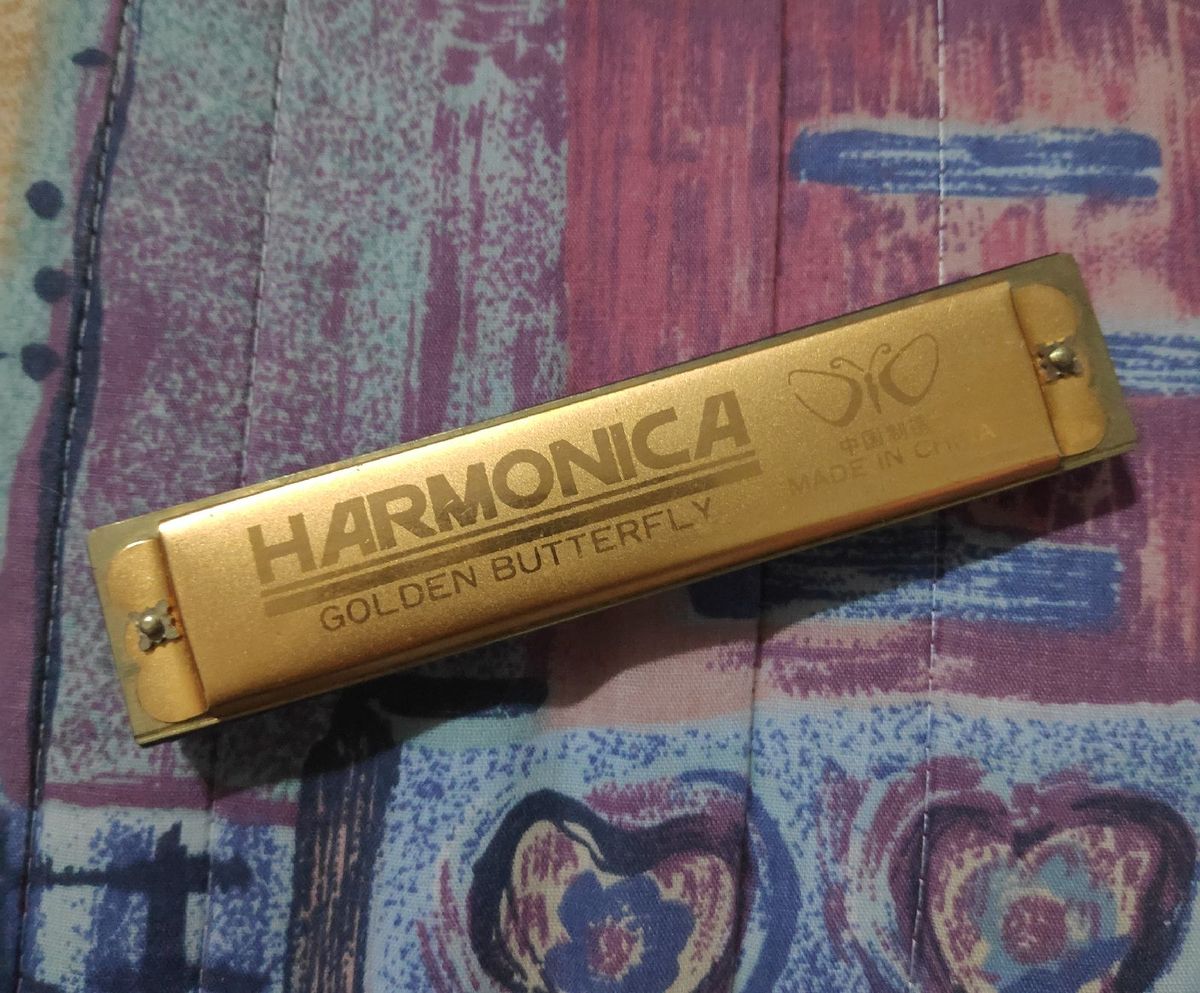 HARMONICA
GOLDEN BUTTERFLY
中国制造
MADE IN CHINA